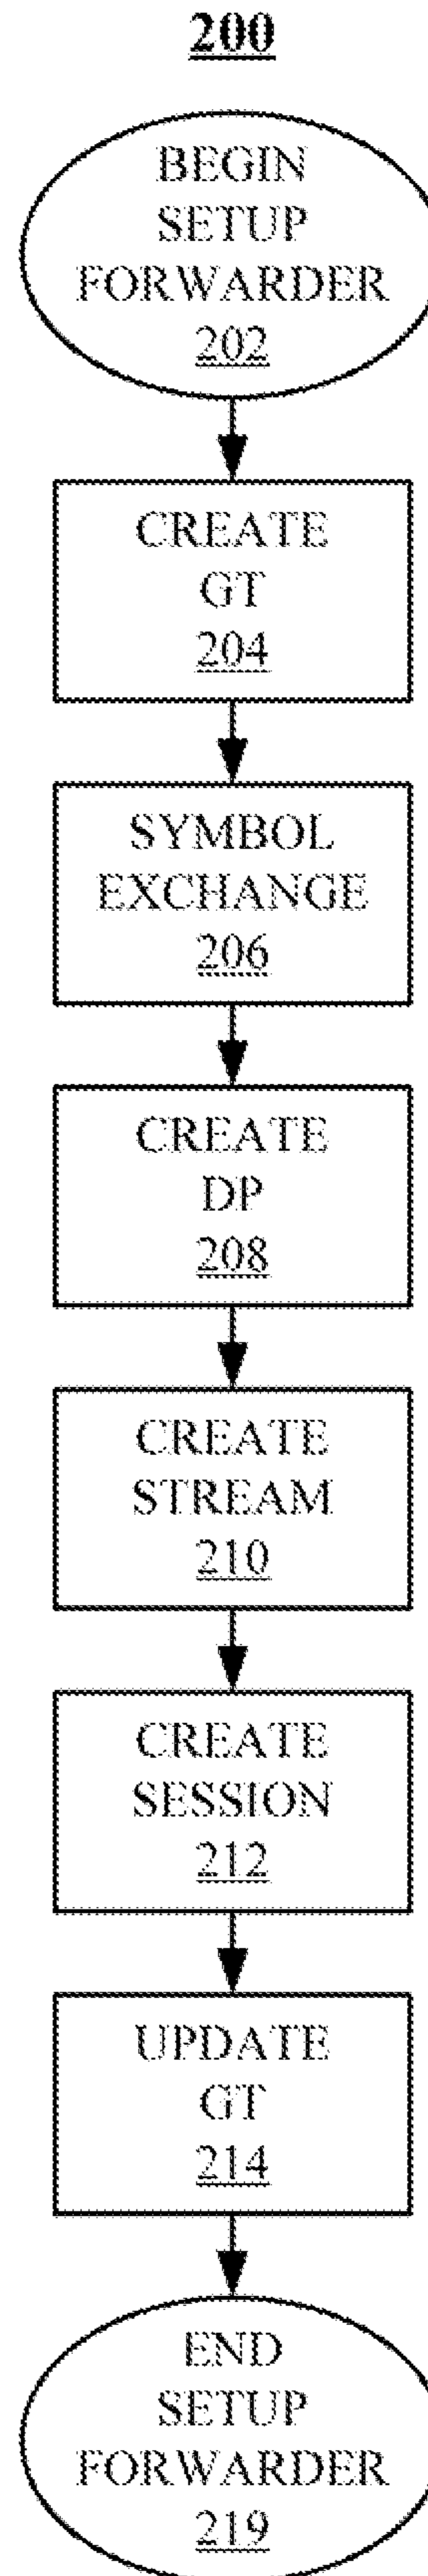 200
BEGIN
SETUP
FORWARDER
202
CREATE
GT
204
SYMBOL
EXCHANGE
206
CREATE
DP
208
CREATE
STREAM
210
CREATE
SESSION
212
UPDATE
GT
214
END
SETUP
FORWARDER
219